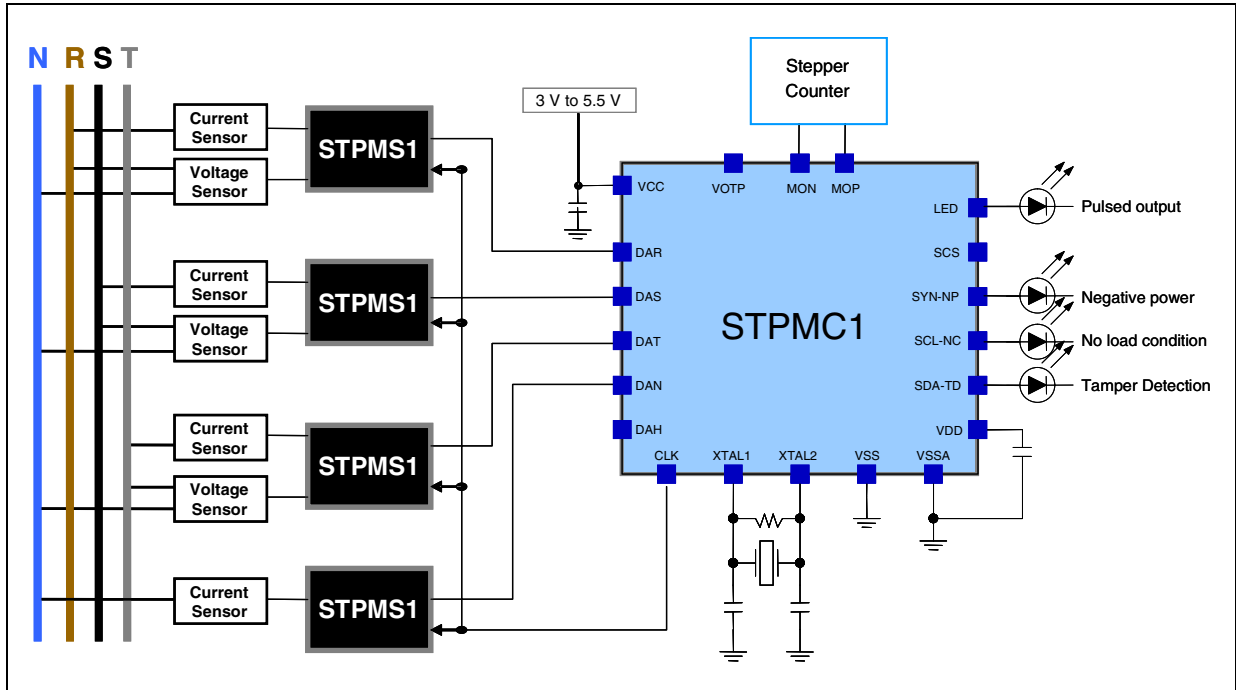 N R S T
Current
Sensor
STPMS1
Voltage
Sensor
Current
Sensor
STPMS1
Voltage
Sensor
Current
Sensor
STPMS1
Voltage
Sensor
Current
Sensor
STPMS1
3 V to 5.5 V
Stepper
Counter
VOTP
MON
MOP
VCC
DAR
DAS
DAT
DAN
DAH
STPMC1
LED
SCS
SYN-NP
SCL-NC
SDA-TD
VDD
CLK
XTAL1
XTAL2
VSS
VSSA
Pulsed output
Negative power
No load condition
Tamper Detection